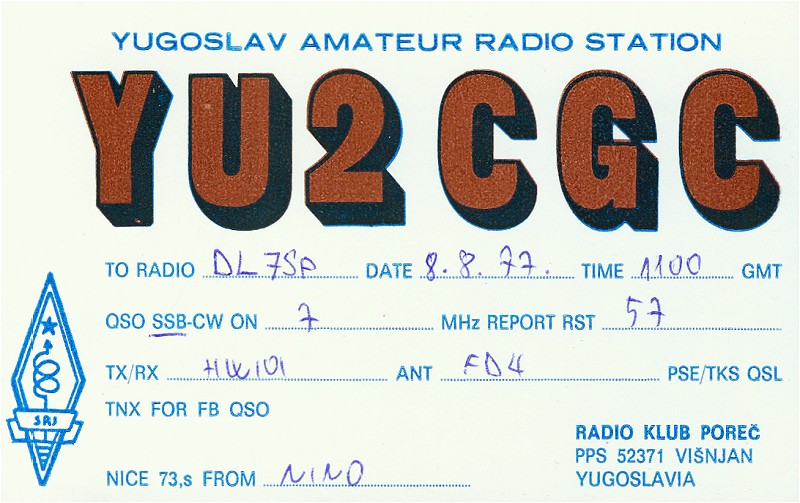 YUGOSLAV AMATEUR RADIO STATION
YU2CGC
TO RADIO DL7SP DATE 8.8.77. TIME 1100 GMT
QSO SSB-CW ON 7 MHz REPORT RST 57
TX/RX HW101 ANT FD4 PSE/TKS QSL
TNX FOR FB QSO
SRJ
RADIO KLUB POREČ
PPS 52371 VIŠNJAN
NICE 73,s FROM NINO YUGOSLAVIA